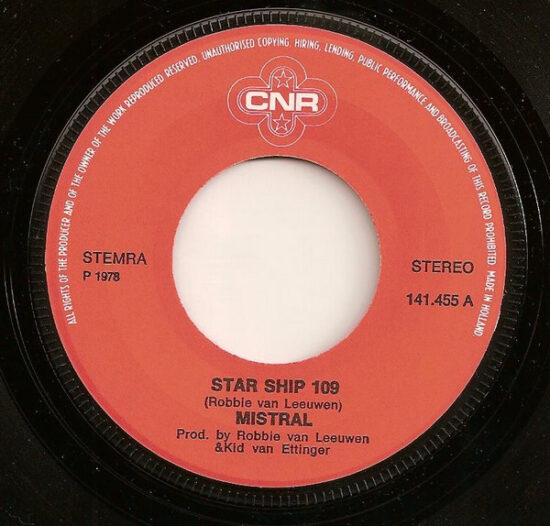 ALL RIGHTS OF THE PRODUCER AND OF THE OWNER OF THE WORK REPRODUCED RESERVED. UNAUTHORISED COPYING, HIRING, LENDING, PUBLIC PERFORMANCE AND BROADCASTING OF THIS RECORD PROHIBITED. MADE IN HOLLAND.
CNR
STEMRA
P 1978
STEREO
141.455 A
STAR SHIP 109
(Robbie van Leeuwen)
MISTRAL
Prod. by Robbie van Leeuwen
&Kid van Ettinger